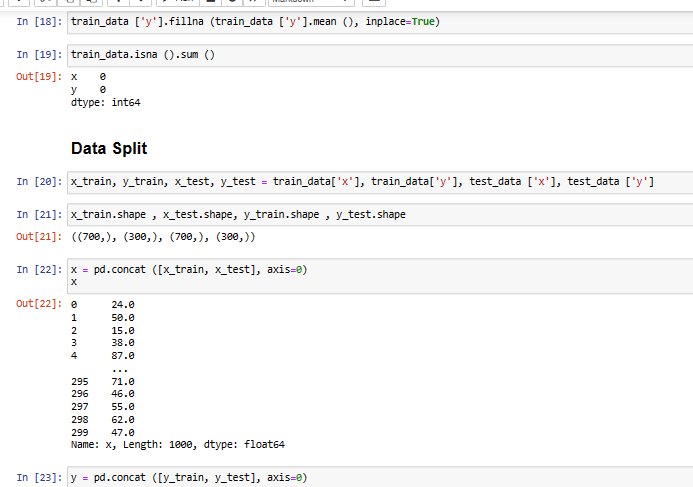 In [18]: train_data ['y'].fillna (train_data ['y'].mean (), inplace=True)
In [19]: train_data.isna ().sum ()
Out[19]: x    0
y    0
dtype: int64
Data Split
In [20]: x_train, y_train, x_test, y_test = train_data['x'], train_data['y'], test_data ['x'], test_data ['y']
In [21]: x_train.shape , x_test.shape, y_train.shape , y_test.shape
Out[21]: ((700,), (300,), (700,), (300,))
In [22]: x = pd.concat ([x_train, x_test], axis=0)
x
Out[22]: 0      24.0
1      50.0
2      15.0
3      38.0
4      87.0
...
295    71.0
296    46.0
297    55.0
298    62.0
299    47.0
Name: x, Length: 1000, dtype: float64
In [23]: y = pd.concat ([y_train, y_test], axis=0)